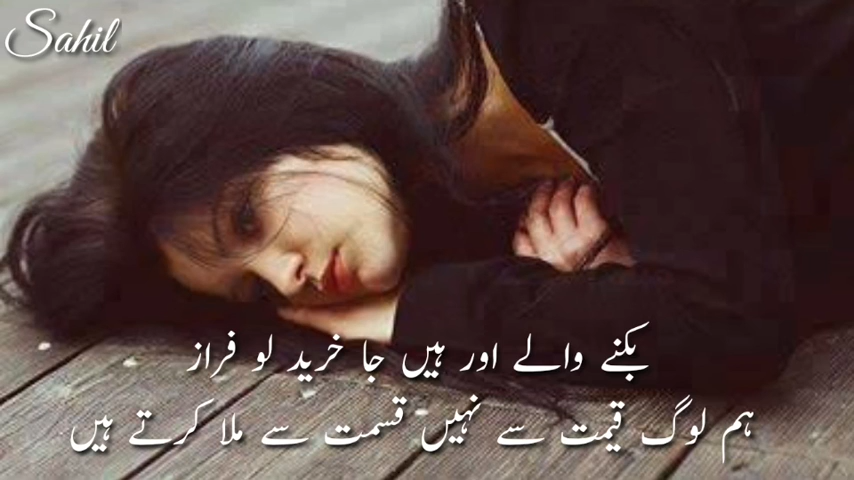 Sahil
بکنے والے اور ہیں جا خرید لو فراز
ہم لوگ قیمت سے نہیں قسمت سے ملا کرتے ہیں